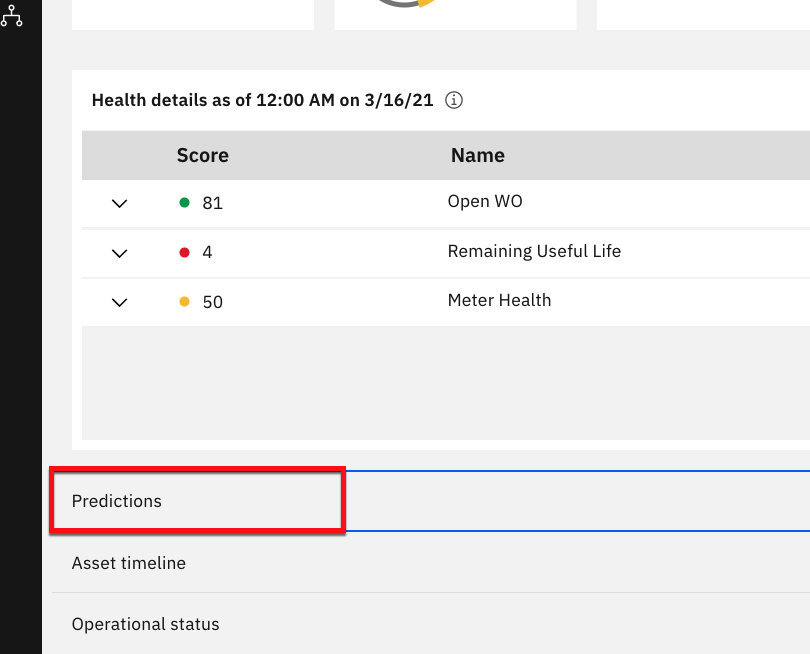 Health details as of 12:00 AM on 3/16/21
Score Name
81 Open WO
4 Remaining Useful Life
50 Meter Health
Predictions
Asset timeline
Operational status